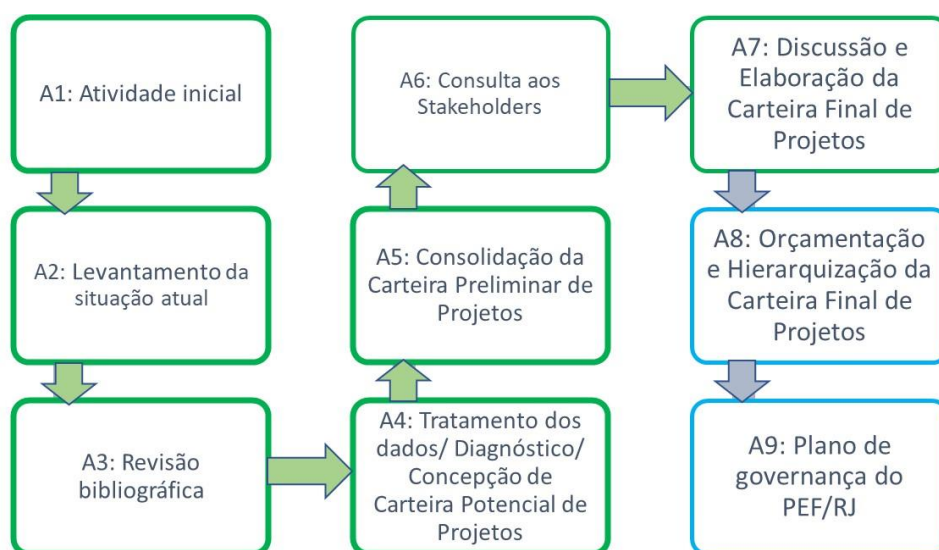 A1: Atividade inicial
A2: Levantamento da
situação atual
A3: Revisão
bibliográfica
A4: Tratamento dos
dados/ Diagnóstico/
Concepção de
Carteira Potencial de
Projetos
A5: Consolidação da
Carteira Preliminar de
Projetos
A6: Consulta aos
Stakeholders
A7: Discussão e
Elaboração da
Carteira Final de
Projetos
A8: Orçamentação
e Hierarquização da
Carteira Final de
Projetos
A9: Plano de
governança do
PEF/RJ